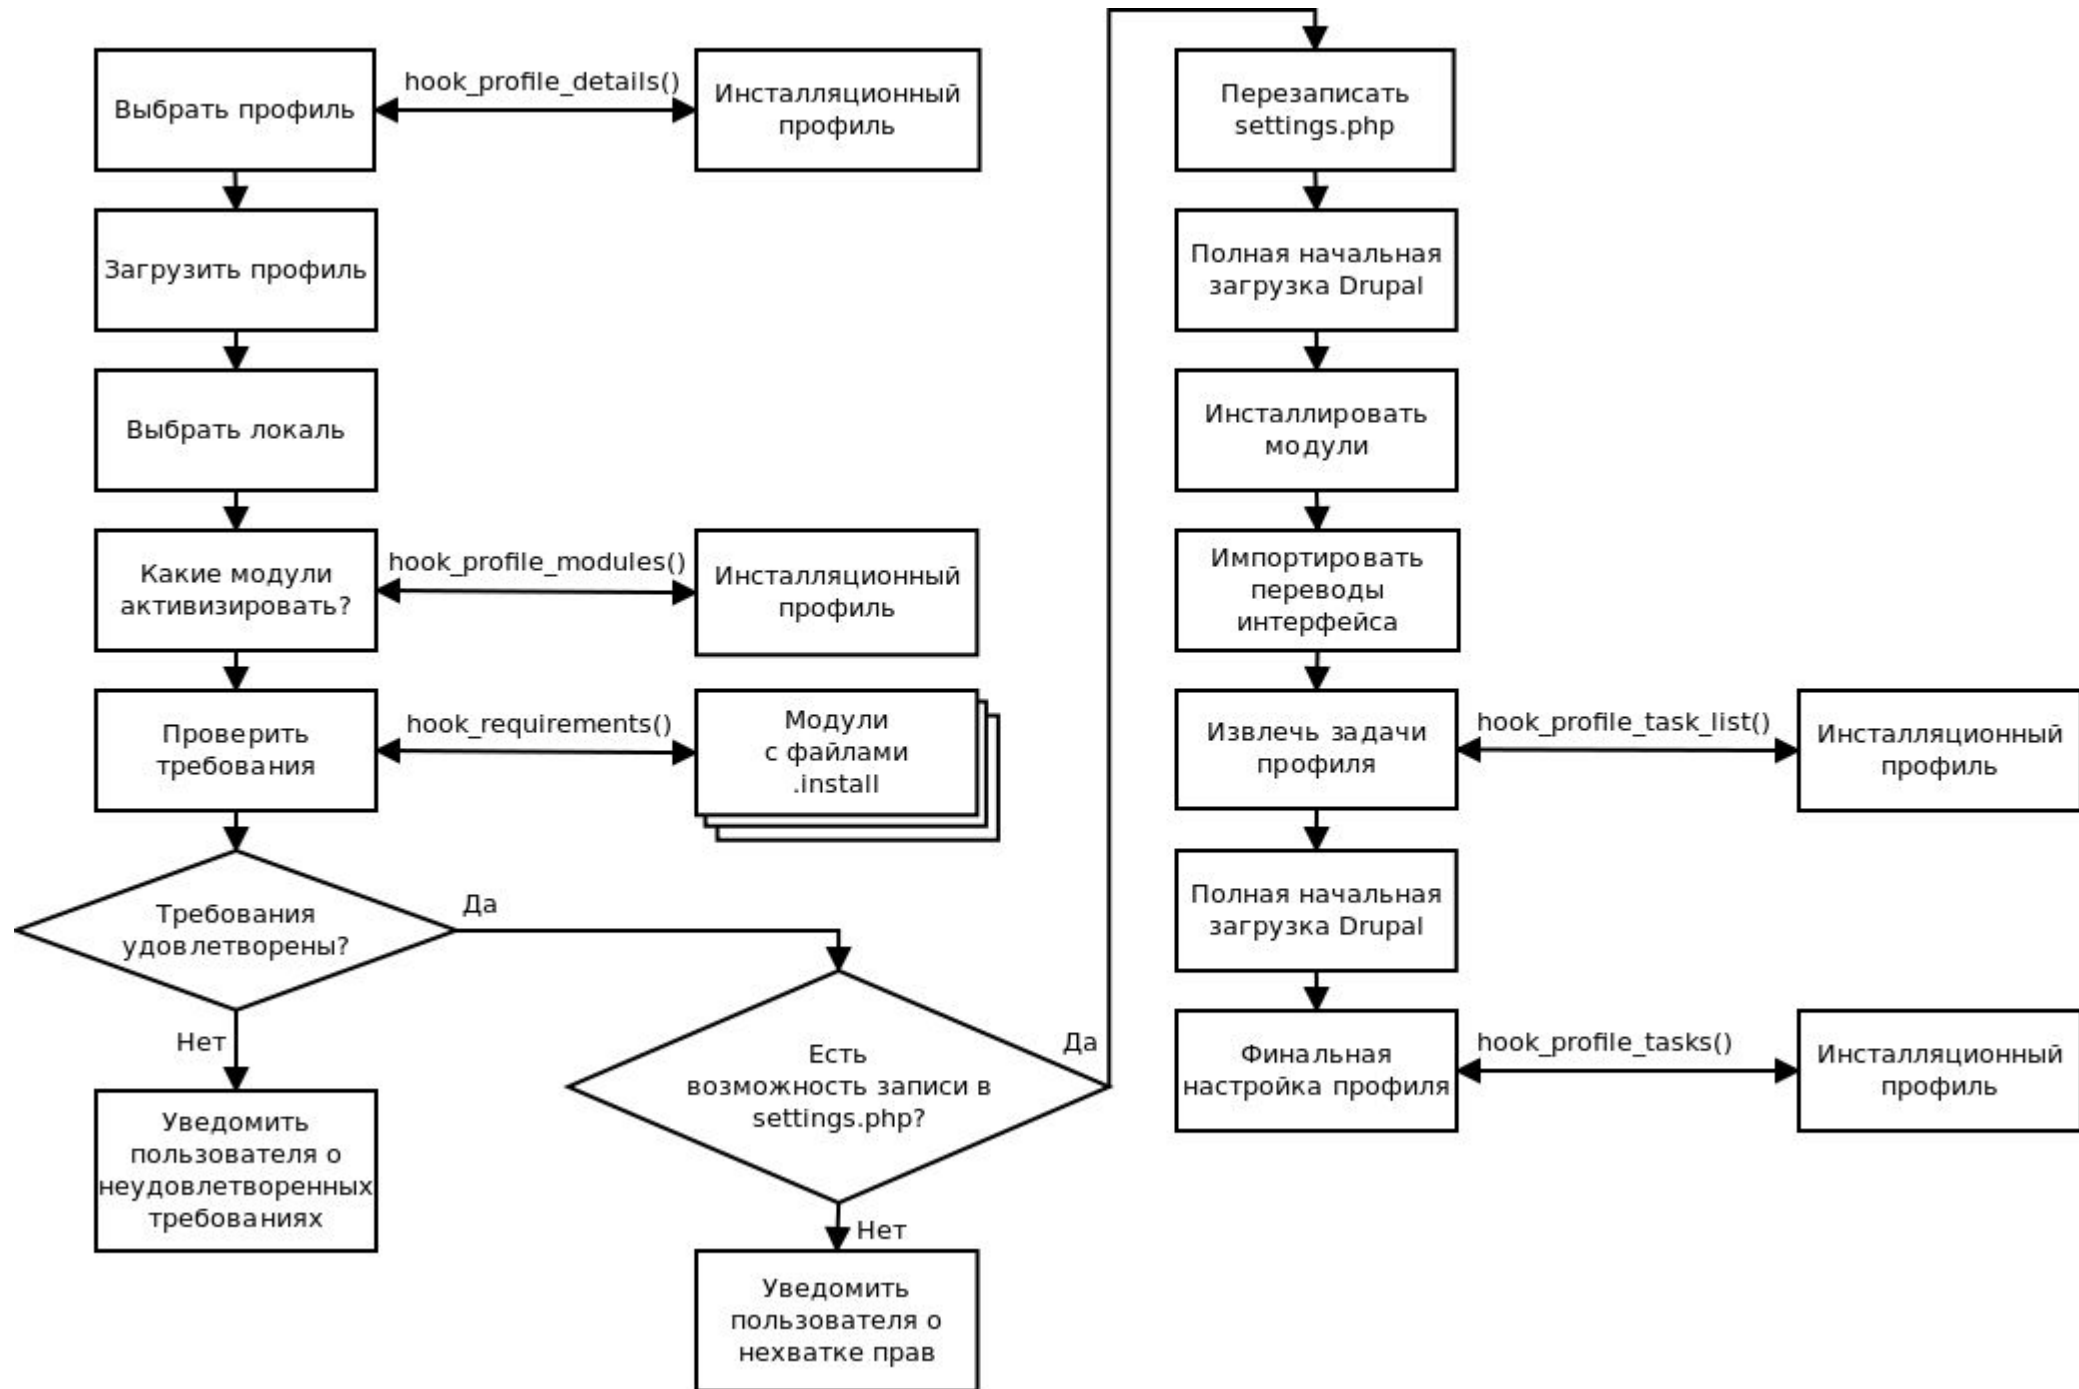 Выбрать профиль
hook_profile_details()
Инсталляционный
профиль
Загрузить профиль
Выбрать локаль
Какие модули
активизировать?
hook_profile_modules()
Инсталляционный
профиль
Проверить
требования
hook_requirements()
Модули
с файлами
.install
Требования
удовлетворены?
Да
Нет
Уведомить
пользователя о
неудовлетворенных
требованиях
Есть
возможность записи в
settings.php?
Да
Нет
Уведомить
пользователя о
нехватке прав
Перезаписать
settings.php
Полная начальная
загрузка Drupal
Инсталлировать
модули
Импортировать
переводы
интерфейса
Извлечь задачи
профиля
hook_profile_task_list()
Инсталляционный
профиль
Полная начальная
загрузка Drupal
Финальная
настройка профиля
hook_profile_tasks()
Инсталляционный
профиль